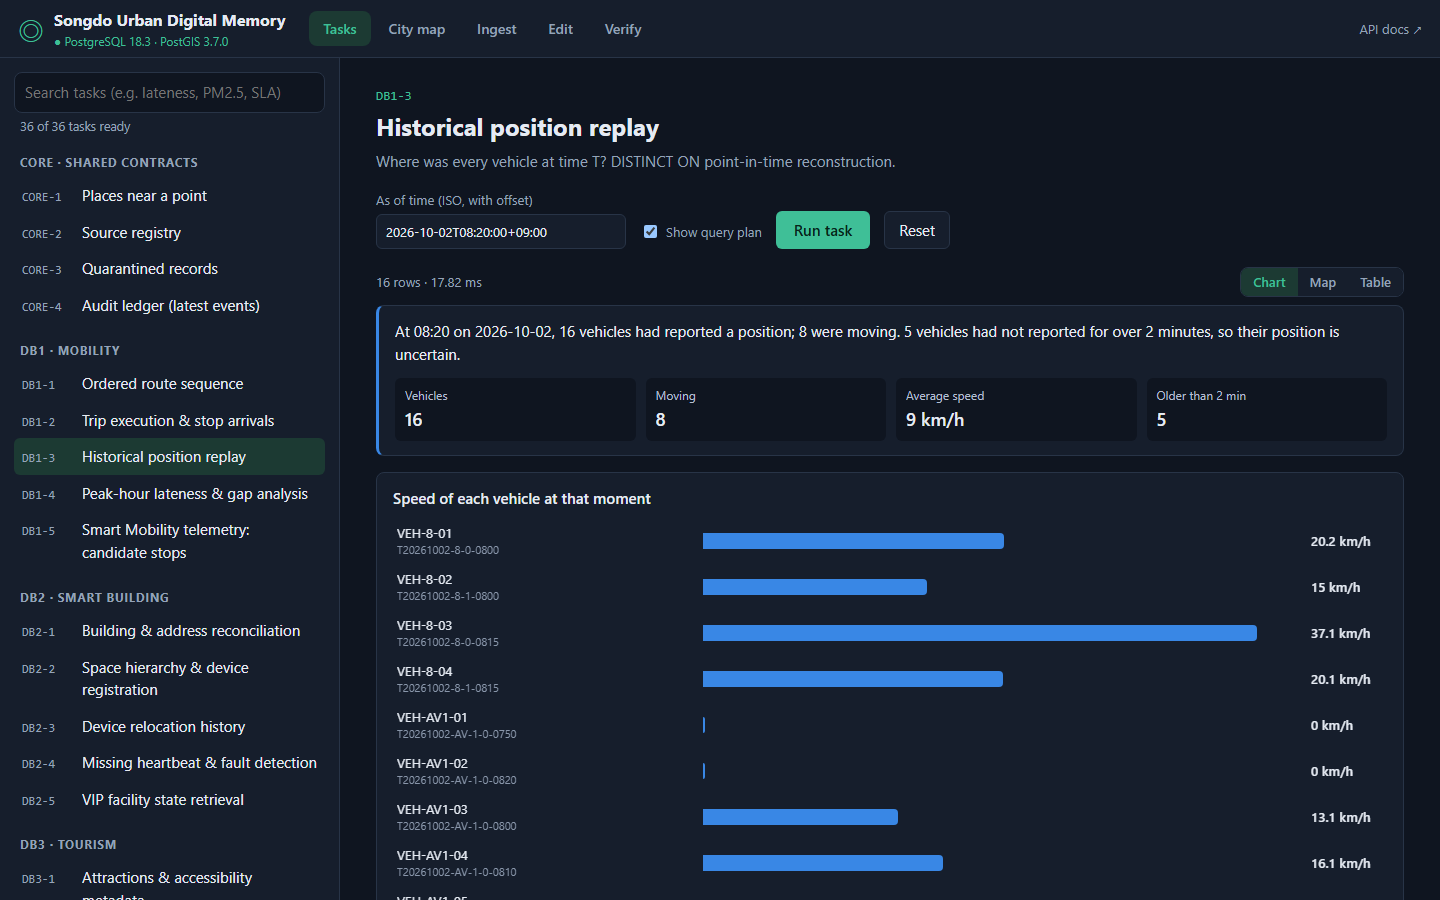 Songdo Urban Digital Memory
● PostgreSQL 18.3 · PostGIS 3.7.0
Tasks
City map
Ingest
Edit
Verify
API docs ↗
Search tasks (e.g. lateness, PM2.5, SLA)
36 of 36 tasks ready
CORE · SHARED CONTRACTS
CORE-1 Places near a point
CORE-2 Source registry
CORE-3 Quarantined records
CORE-4 Audit ledger (latest events)
DB1 · MOBILITY
DB1-1 Ordered route sequence
DB1-2 Trip execution & stop arrivals
DB1-3 Historical position replay
DB1-4 Peak-hour lateness & gap analysis
DB1-5 Smart Mobility telemetry:
candidate stops
DB2 · SMART BUILDING
DB2-1 Building & address reconciliation
DB2-2 Space hierarchy & device
registration
DB2-3 Device relocation history
DB2-4 Missing heartbeat & fault detection
DB2-5 VIP facility state retrieval
DB3 · TOURISM
DB3-1 Attractions & accessibility
metadata
DB1-3
Historical position replay
Where was every vehicle at time T? DISTINCT ON point-in-time reconstruction.
As of time (ISO, with offset)
2026-10-02T08:20:00+09:00
Show query plan
Run task
Reset
16 rows · 17.82 ms
Chart
Map
Table
At 08:20 on 2026-10-02, 16 vehicles had reported a position; 8 were moving. 5 vehicles had not reported for over 2 minutes, so their position is
uncertain.
Vehicles
16
Moving
8
Average speed
9 km/h
Older than 2 min
5
Speed of each vehicle at that moment
VEH-8-01
T20261002-8-0-0800
20.2 km/h
VEH-8-02
T20261002-8-1-0800
15 km/h
VEH-8-03
T20261002-8-0-0815
37.1 km/h
VEH-8-04
T20261002-8-1-0815
20.1 km/h
VEH-AV1-01
T20261002-AV-1-0-0750
0 km/h
VEH-AV1-02
T20261002-AV-1-0-0820
0 km/h
VEH-AV1-03
T20261002-AV-1-0-0800
13.1 km/h
VEH-AV1-04
T20261002-AV-1-0-0810
16.1 km/h